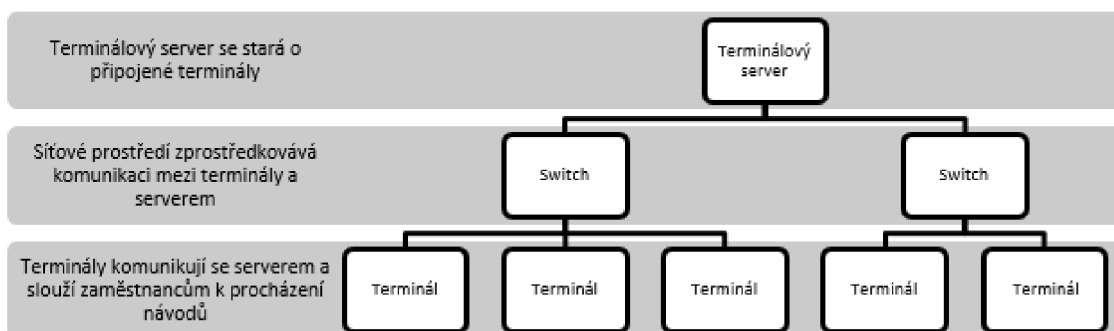 Terminálový server se stará o
připojené terminály
Terminálový
server
Síťové prostředí zprostředkovává
komunikaci mezi terminály a
serverem
Switch
Switch
Terminály komunikují se serverem a
slouží zaměstnancům k procházení
návodů
Terminál
Terminál
Terminál
Terminál
Terminál